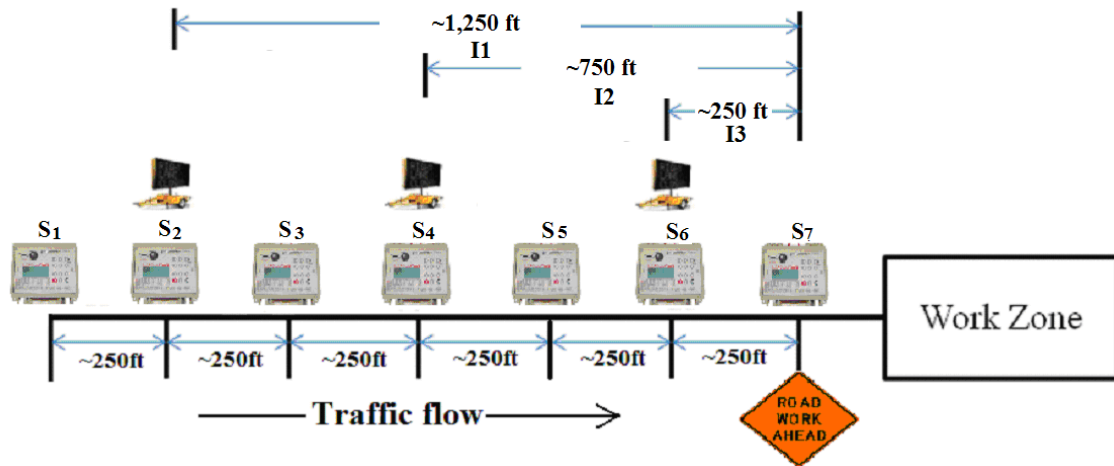 ~1,250 ft
I1
~750 ft
I2
~250 ft
I3
S1 S2 S3 S4 S5 S6 S7
~250ft ~250ft ~250ft ~250ft ~250ft ~250ft
Work Zone
Traffic flow
ROAD
WORK
AHEAD